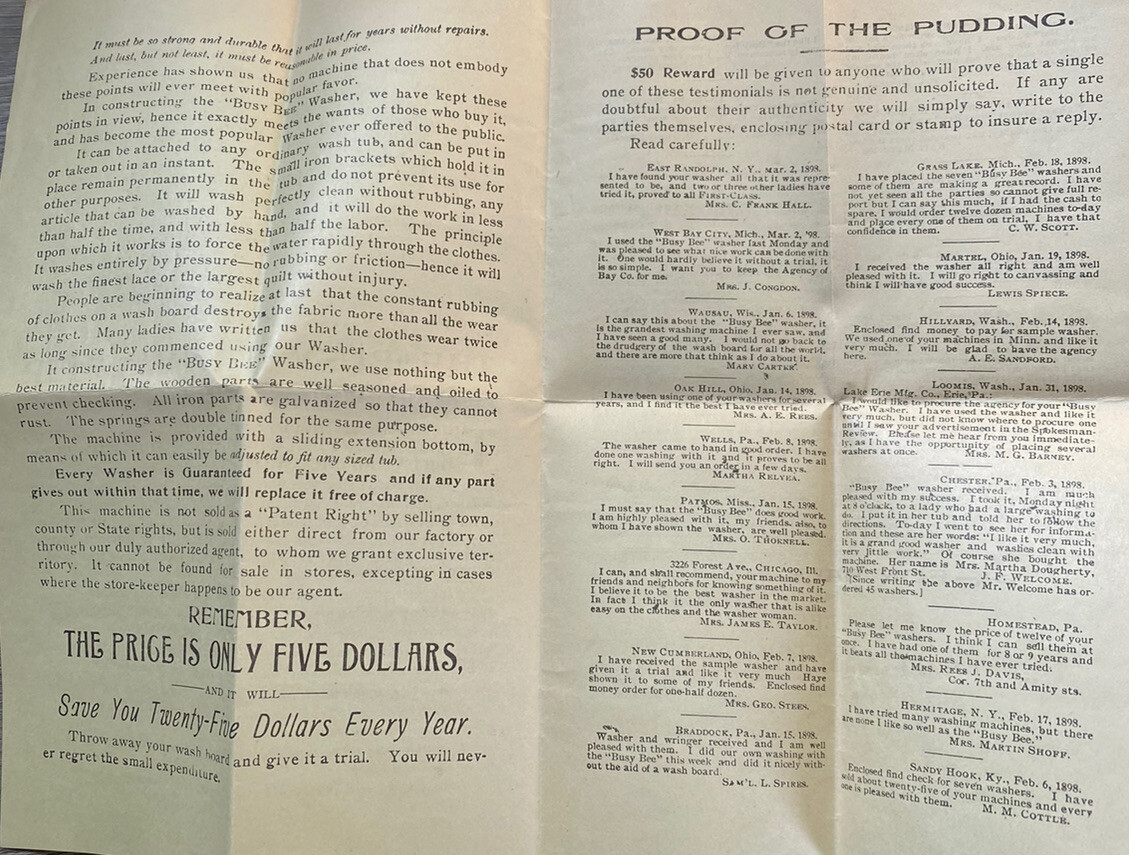 It must be so strong and durable that it will last for years without repairs.
And last, but not least, it must be reasonable in price.
Experience has shown us that no machine that does not embody
these points will ever meet with popular favor.
In constructing the "BUSY BEE" Washer, we have kept these
points in view, hence it exactly meets the wants of those who buy it,
and has become the most popular Washer ever offered to the public.
It can be attached to any ordinary wash tub, and can be put in
or taken out in an instant. The small iron brackets which hold it in
place remain permanently in the tub and do not prevent its use for
other purposes. It will wash perfectly clean without rubbing, any
article that can be washed by hand, and it will do the work in less
than half the time, and with less than half the labor. The principle
upon which it works is to force the water rapidly through the clothes.
It washes entirely by pressure—no rubbing or friction—hence it will
wash the finest lace or the largest quilt without injury.
People are beginning to realize at last that the constant rubbing
of clothes on a wash board destroys the fabric more than all the wear
they get. Many ladies have written us that the clothes wear twice
as long since they commenced using our Washer.
It constructing the "BUSY BEE" Washer, we use nothing but the
best material. The wooden parts are well seasoned and oiled to
prevent checking. All iron parts are galvanized so that they cannot
rust. The springs are double tinned for the same purpose.
The machine is provided with a sliding extension bottom, by
means of which it can easily be adjusted to fit any sized tub.
Every Washer is Guaranteed for Five Years and if any part
gives out within that time, we will replace it free of charge.
This machine is not sold as a "Patent Right" by selling town,
county or State rights, but is sold either direct from our factory or
through our duly authorized agent, to whom we grant exclusive ter-
ritory. It cannot be found for sale in stores, excepting in cases
where the store-keeper happens to be our agent.
REMEMBER,
THE PRICE IS ONLY FIVE DOLLARS,
—AND IT WILL—
Save You Twenty-Five Dollars Every Year.
Throw away your wash board and give it a trial. You will nev-
er regret the small expenditure.
PROOF OF THE PUDDING.
$50 Reward will be given to anyone who will prove that a single
one of these testimonials is not genuine and unsolicited. If any are
doubtful about their authenticity we will simply say, write to the
parties themselves, enclosing postal card or stamp to insure a reply.
Read carefully:
EAST RANDOLPH, N. Y., Mar. 2, 1898.
I have found your washer all that it was repre-
sented to be, and two or three other ladies have
tried it, proved to all FIRST-CLASS.
MRS. C. FRANK HALL.
WEST BAY CITY, Mich., Mar. 2, '98.
I used the "Busy Bee" washer last Monday and
was pleased to see what nice work can be done with
it. One would hardly believe it without a trial, it
is so simple. I want you to keep the Agency of
Bay Co. for me.
MRS. J. CONGDON.
WAUSAU, Wis., Jan. 6, 1898.
I can say this about the "Busy Bee" washer, it
is the grandest washing machine I ever saw, and
I have seen a good many. I would not go back to
the drudgery of the wash board for all the world,
and there are more that think as I do about it.
MARY CARTER.
OAK HILL, Ohio, Jan. 14, 1898.
I have been using one of your washers for several
years, and I find it the best I have ever tried.
MRS. A. E. REES.
WELLS, Pa., Feb. 8, 1898.
The washer came to hand in good order. I have
done one washing with it and it proves to be all
right. I will send you an order in a few days.
MARTHA RELYEA.
PATMOS, Miss., Jan. 15, 1898.
I must say that the "Busy Bee" does good work.
I am highly pleased with it, my friends, also, to
whom I have shown the washer, are well pleased.
MRS. O. THORNELL.
3226 Forest Ave., CHICAGO, Ill.
I can, and shall recommend, your machine to my
friends and neighbors for knowing something of it.
I believe it to be the best washer in the market.
In fact I think it the only washer that is alike
easy on the clothes and the washer woman.
MRS. JAMES E. TAYLOR.
NEW CUMBERLAND, Ohio, Feb. 7, 1898.
I have received the sample washer and have
given it a trial and like it very much Have
shown it to some of my friends. Enclosed find
money order for one-half dozen.
MRS. GEO. STEES.
BRADDOCK, Pa., Jan. 15, 1898.
Washer and wringer received and I am well
pleased with them. I did our own washing with
the "Busy Bee" this week and did it nicely with-
out the aid of a wash board.
SAM'L. L. SPIRES.
GRASS LAKE, Mich., Feb. 18, 1898.
I have placed the seven "Busy Bee" washers and
some of them are making a great record. I have
not yet seen all the parties so cannot give full re-
port but I can say this much, if I had the cash to
spare, I would order twelve dozen machines to-day
and place every one of them on trial, I have that
confidence in them. C. W. SCOTT.
MARTEL, Ohio, Jan. 19, 1898.
I received the washer all right and am well
pleased with it. I will go right to canvassing and
think I will have good success.
LEWIS SPIECE.
HILLYARD, Wash., Feb. 14, 1898.
Enclosed find money to pay for sample washer.
We used one of your machines in Minn. and like it
very much. I will be glad to have the agency
here. A. E. SANDFORD.
LOOMIS, Wash., Jan. 31, 1898.
Lake Erie Mfg. Co., Erie, Pa.:
I would like to procure the agency for your "Busy
Bee" Washer. I have used the washer and like it
very much, but did not know where to procure one
until I saw your advertisement in the Spokesman-
Review. Please let me hear from you immediate-
ly, as I have the opportunity of placing several
washers at once. MRS. M. G. BARNEY.
CHESTER, Pa., Feb. 3, 1898.
"Busy Bee" washer received. I am much
pleased with my success. I took it, Monday night
at 8 o'clock, to a lady who had a large washing to
do. I put it in her tub and told her to follow the
directions. To-day I went to see her for informa-
tion and these are her words: "I like it very much,
it is a grand good washer and washes clean with
very little work." Of course she bought the
machine. Her name is Mrs. Martha Dougherty,
710 West Front St. J. F. WELCOME.
[Since writing the above Mr. Welcome has or-
dered 45 washers.]
HOMESTEAD, Pa.
Please let me know the price of twelve of your
"Busy Bee" washers. I think I can sell them at
once. I have had one of them for 8 or 9 years and
it beats all the machines I have ever tried.
MRS. REES J. DAVIS,
Cor. 7th and Amity sts.
HERMITAGE, N. Y., Feb. 17, 1898.
I have tried many washing machines, but there
are none I like so well as the "Busy Bee."
MRS. MARTIN SHOFF.
SANDY HOOK, Ky., Feb. 6, 1898.
Enclosed find check for seven washers. I have
sold about twenty-five of your machines and every
one is pleased with them. M. M. COTTLE.